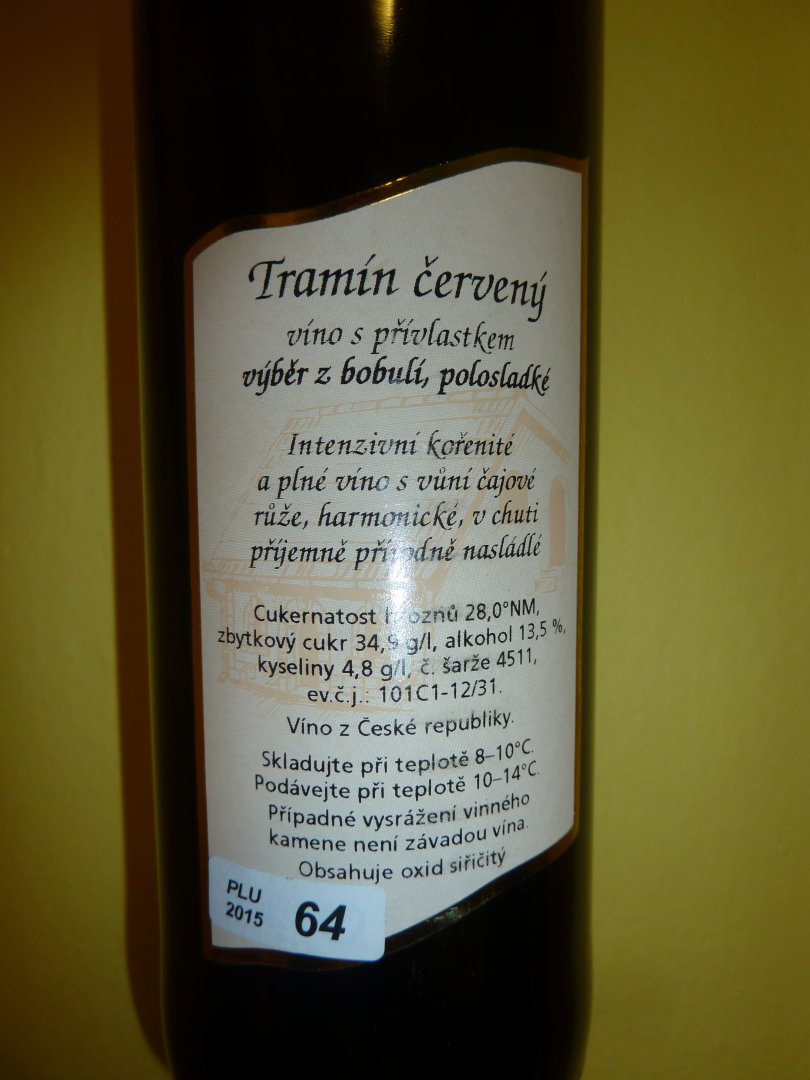 Tramín červený
víno s přívlastkem
výběr z bobulí, polosladké
Intenzivní kořenité
a plné víno s vůní čajové
růže, harmonické, v chuti
příjemně přírodně nasládlé
Cukernatost hroznů 28,0°NM,
zbytkový cukr 34,9 g/l, alkohol 13,5 %,
kyseliny 4,8 g/l, č. šarže 4511,
ev.č.j.: 101C1-12/31.
Víno z České republiky.
Skladujte při teplotě 8–10°C.
Podávejte při teplotě 10–14°C.
Případné vysrážení vinného
kamene není závadou vína.
Obsahuje oxid siřičitý
PLU
2015
64